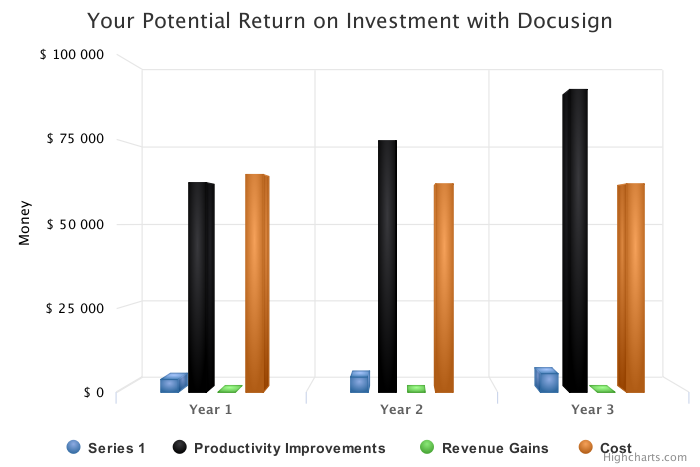 Your Potential Return on Investment with Docusign
$ 100 000
$ 75 000
$ 50 000
$ 25 000
$ 0
Money
Year 1
Year 2
Year 3
Series 1
Productivity Improvements
Revenue Gains
Cost
Highcharts.com